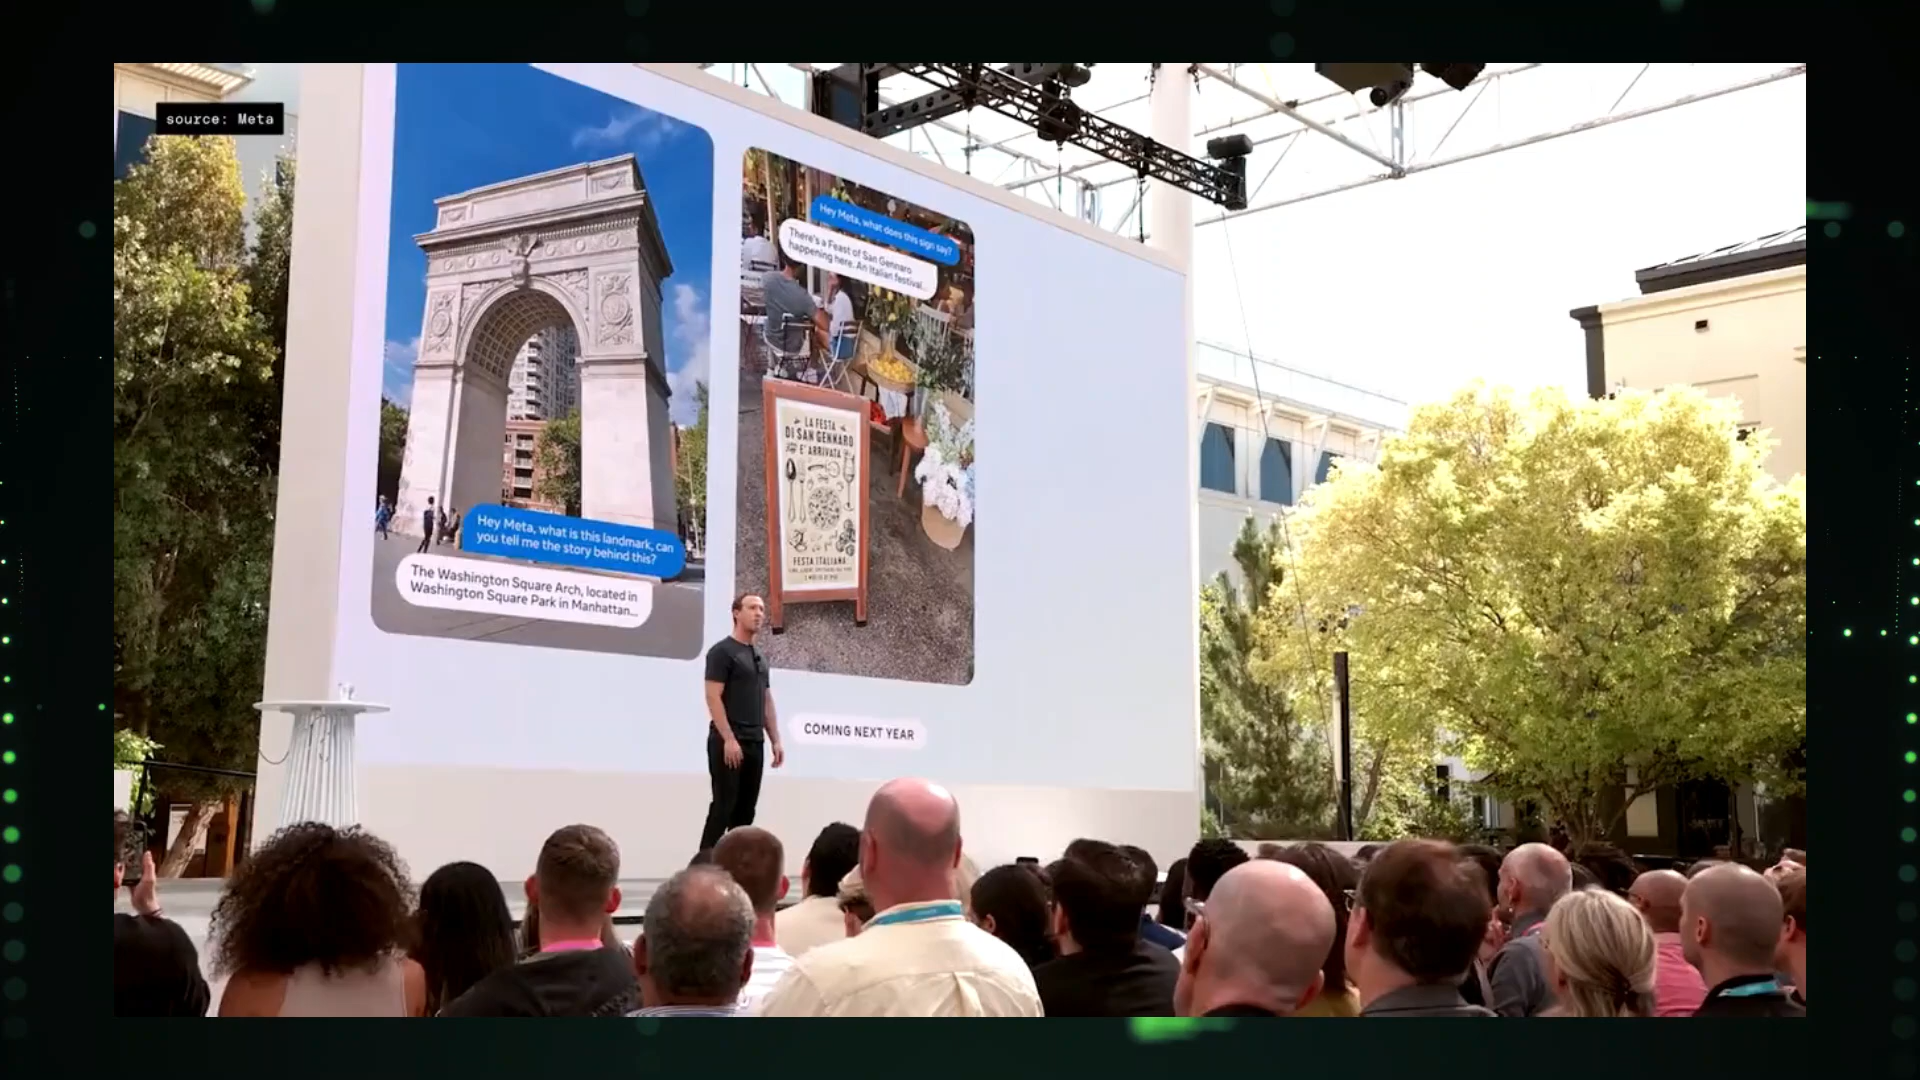 source: Meta
Hey Meta, what is this landmark, can
you tell me the story behind this?
The Washington Square Arch, located in
Washington Square Park in Manhattan...
Hey Meta, what does this sign say?
There's a Feast of San Gennaro
happening here. An Italian festival...
LA FESTA
DI SAN GENNARO
E' ARRIVATA
FESTA ITALIANA
COMING NEXT YEAR